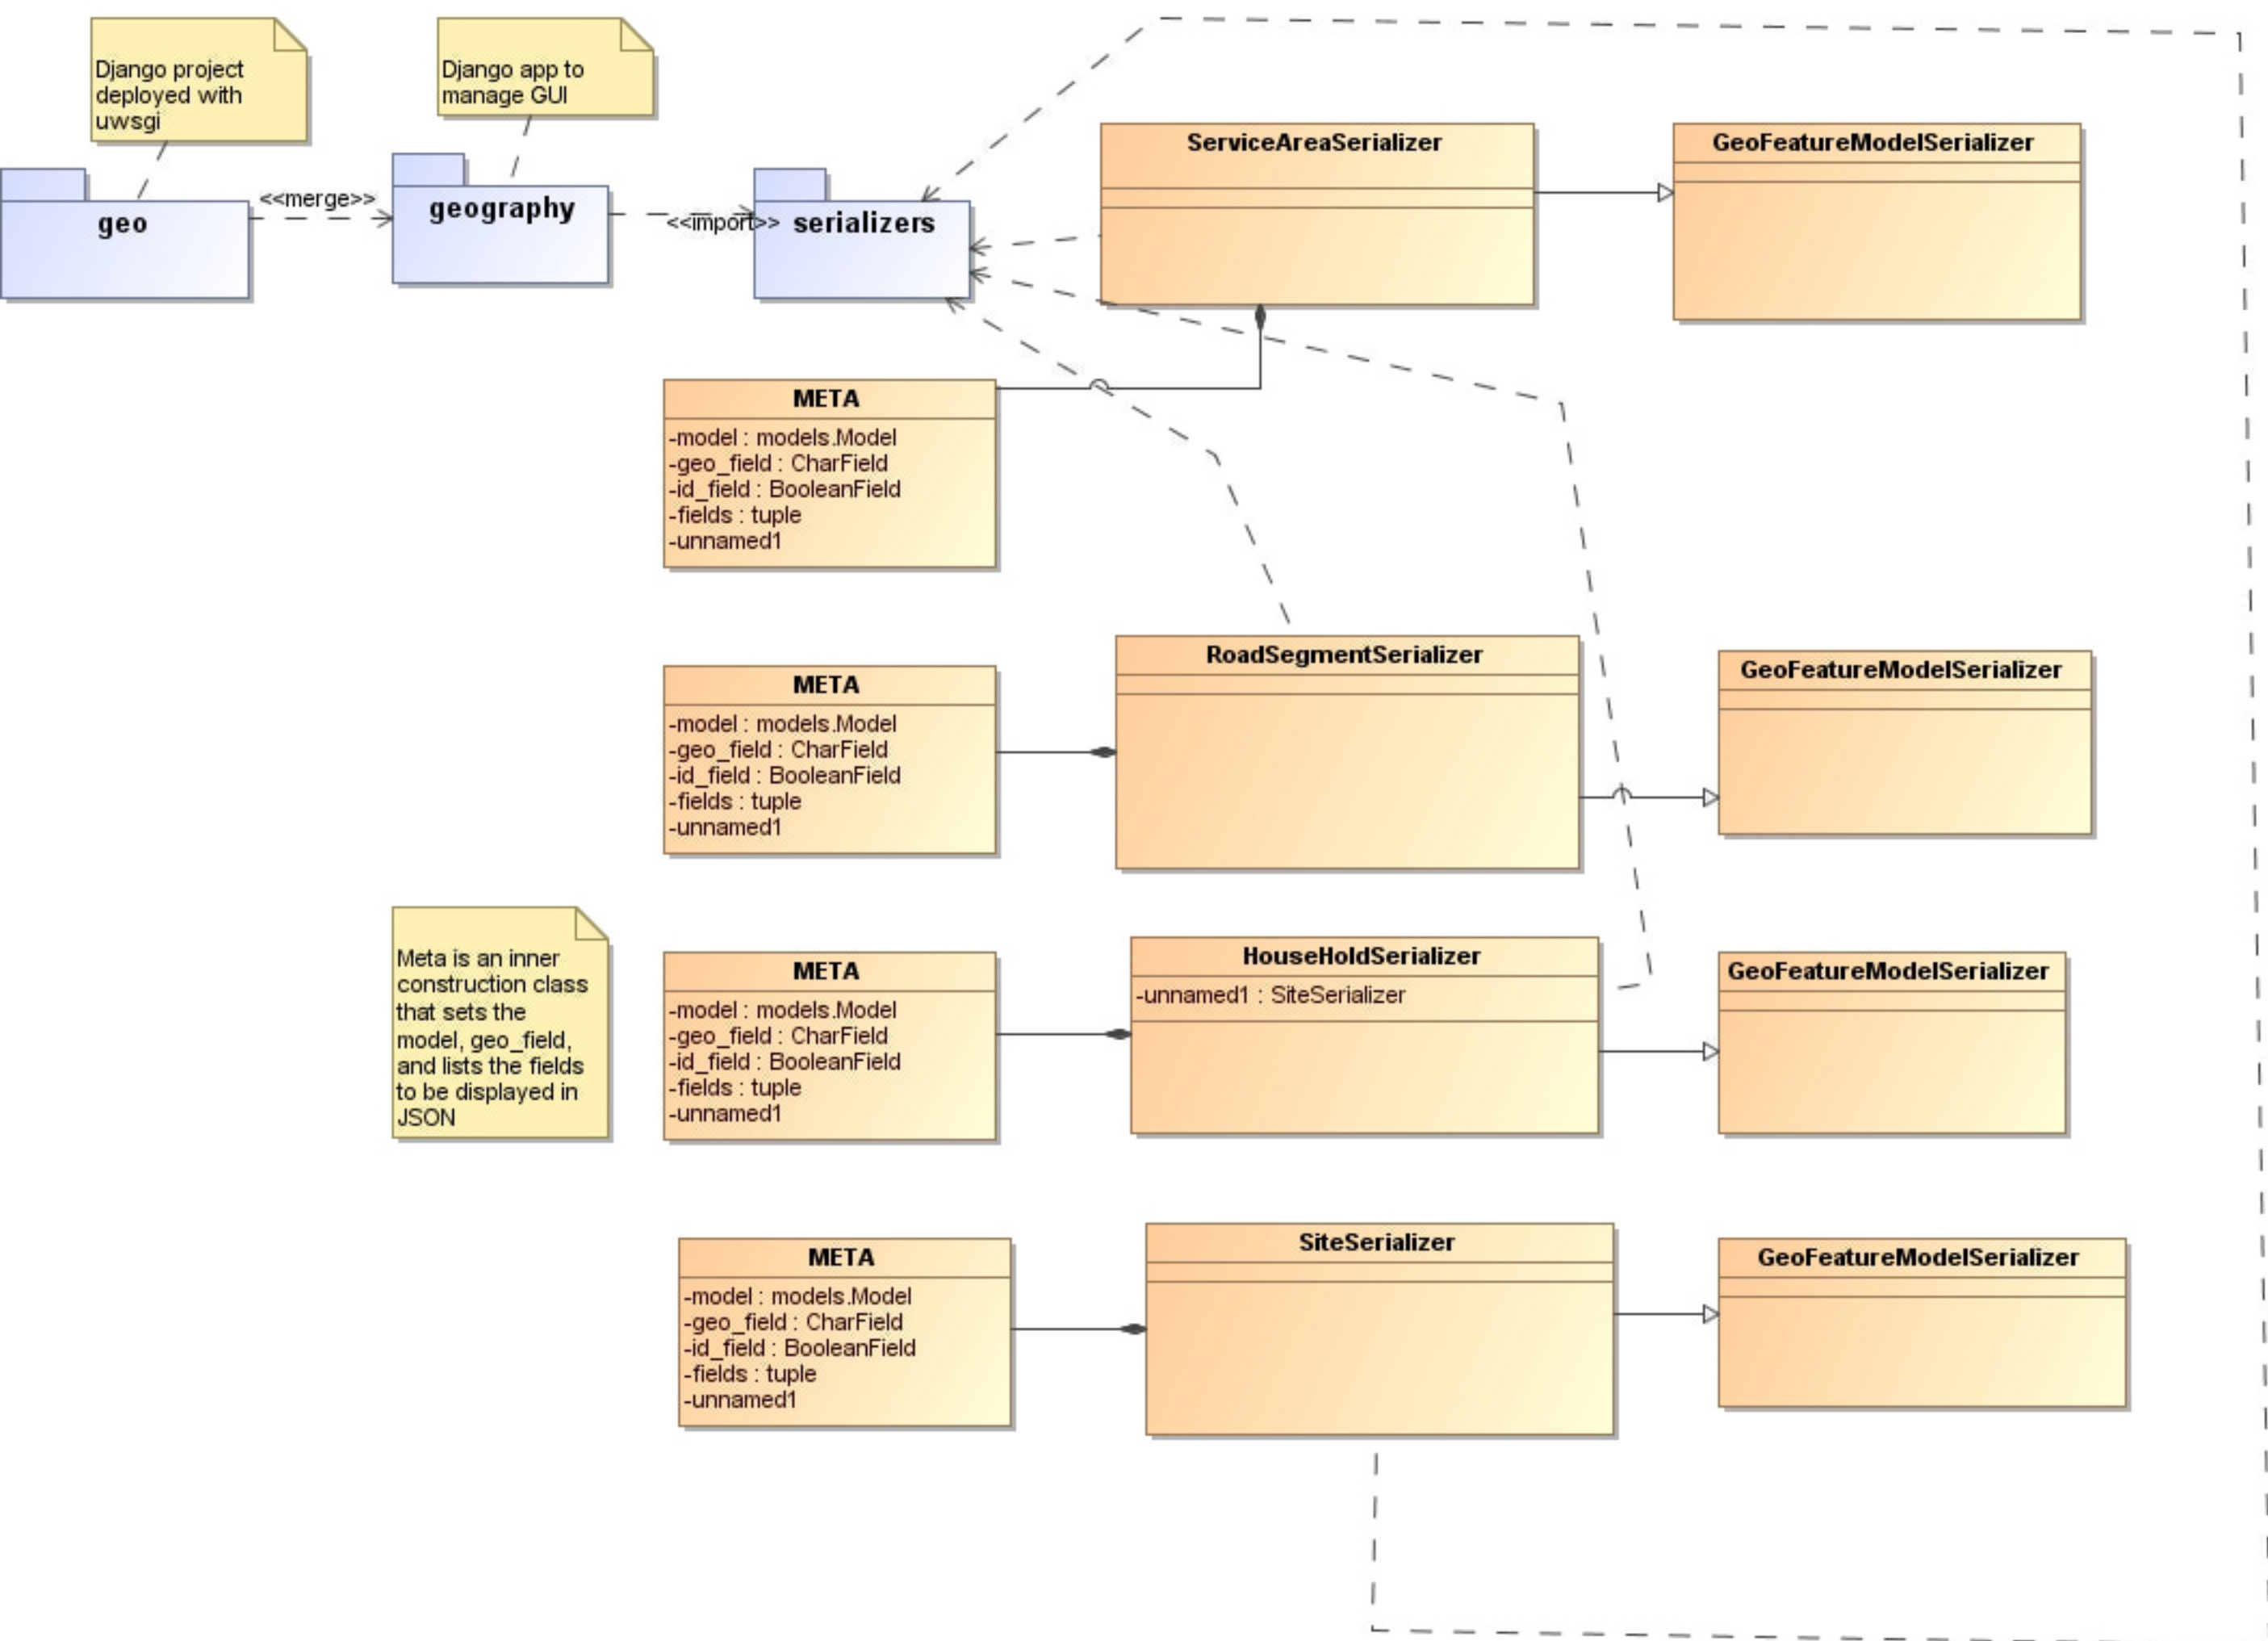 Django project
deployed with
uwsgi
Django app to
manage GUI
geo
<<merge>>
geography
<<import>>
serializers
ServiceAreaSerializer
GeoFeatureModelSerializer
META
-model : models.Model
-geo_field : CharField
-id_field : BooleanField
-fields : tuple
-unnamed1
META
-model : models.Model
-geo_field : CharField
-id_field : BooleanField
-fields : tuple
-unnamed1
RoadSegmentSerializer
GeoFeatureModelSerializer
Meta is an inner
construction class
that sets the
model, geo_field,
and lists the fields
to be displayed in
JSON
META
-model : models.Model
-geo_field : CharField
-id_field : BooleanField
-fields : tuple
-unnamed1
HouseHoldSerializer
-unnamed1 : SiteSerializer
GeoFeatureModelSerializer
META
-model : models.Model
-geo_field : CharField
-id_field : BooleanField
-fields : tuple
-unnamed1
SiteSerializer
GeoFeatureModelSerializer